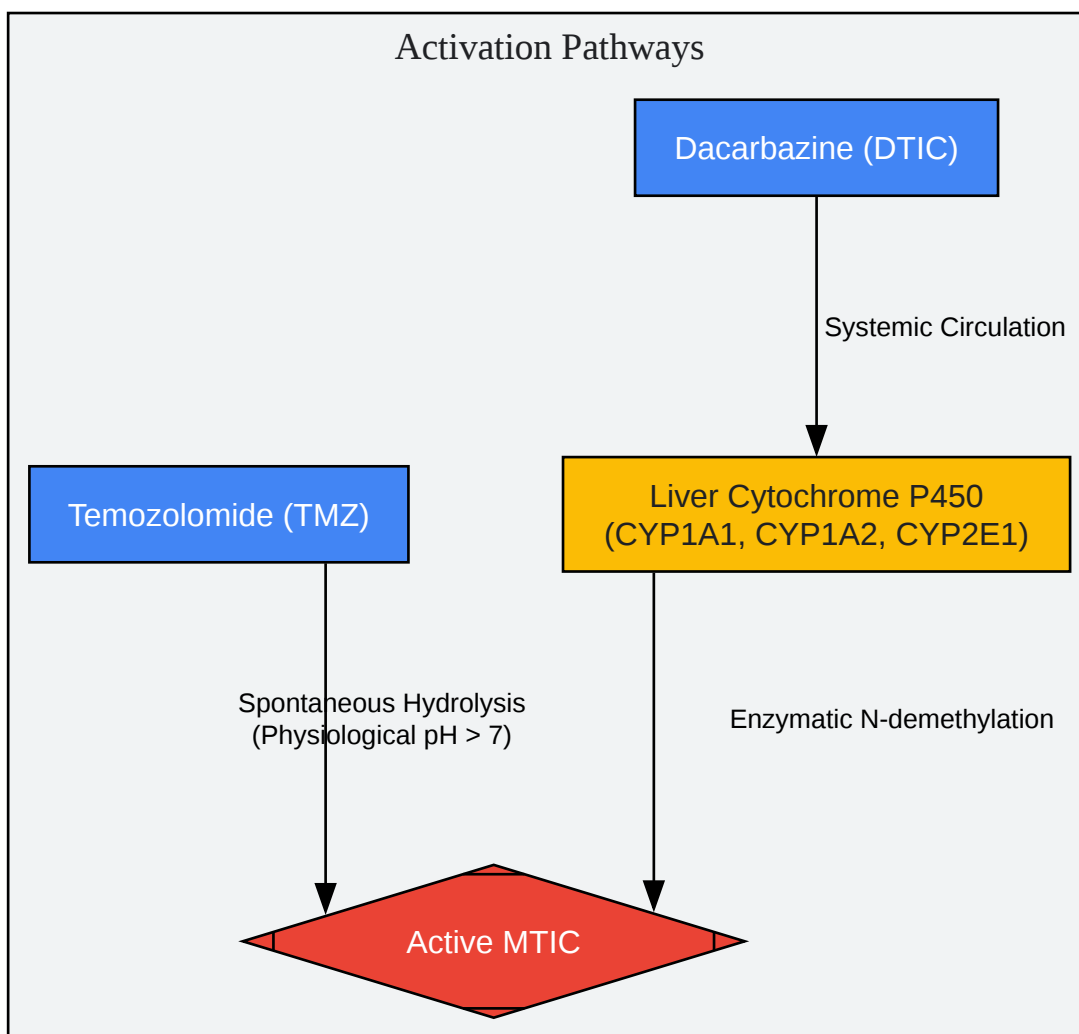 Activation Pathways
Dacarbazine (DTIC)
Systemic Circulation
Temozolomide (TMZ)
Liver Cytochrome P450
(CYP1A1, CYP1A2, CYP2E1)
Spontaneous Hydrolysis
(Physiological pH > 7)
Enzymatic N-demethylation
Active MTIC